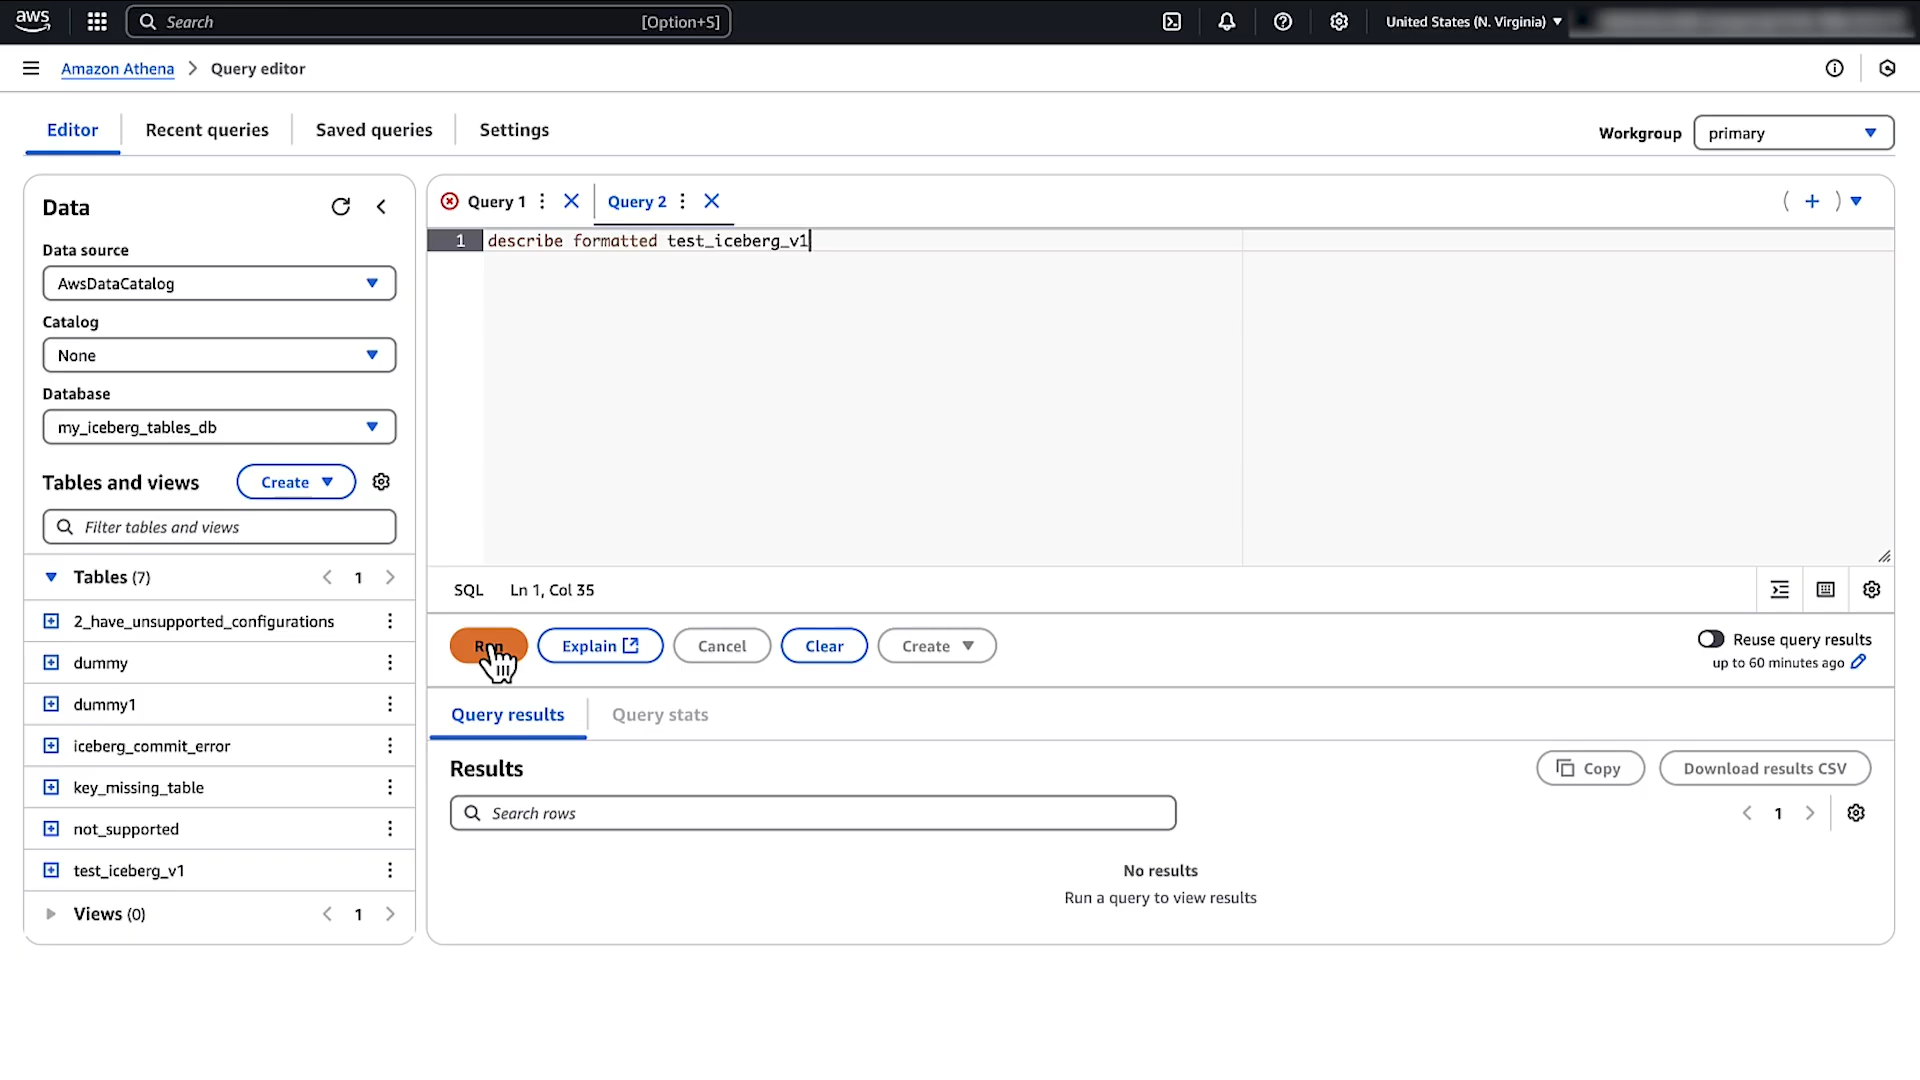 aws
Search [Option+S]
United States (N. Virginia)
Amazon Athena > Query editor
Editor Recent queries Saved queries Settings
Workgroup primary
Data
Data source
AwsDataCatalog
Catalog
None
Database
my_iceberg_tables_db
Tables and views Create
Filter tables and views
Tables (7) 1
2_have_unsupported_configurations
dummy
dummy1
iceberg_commit_error
key_missing_table
not_supported
test_iceberg_v1
Views (0) 1
Query 1 Query 2
1 describe formatted test_iceberg_v1
SQL Ln 1, Col 35
Run Explain Cancel Clear Create
Reuse query results
up to 60 minutes ago
Query results Query stats
Results
Copy Download results CSV
Search rows
1
No results
Run a query to view results